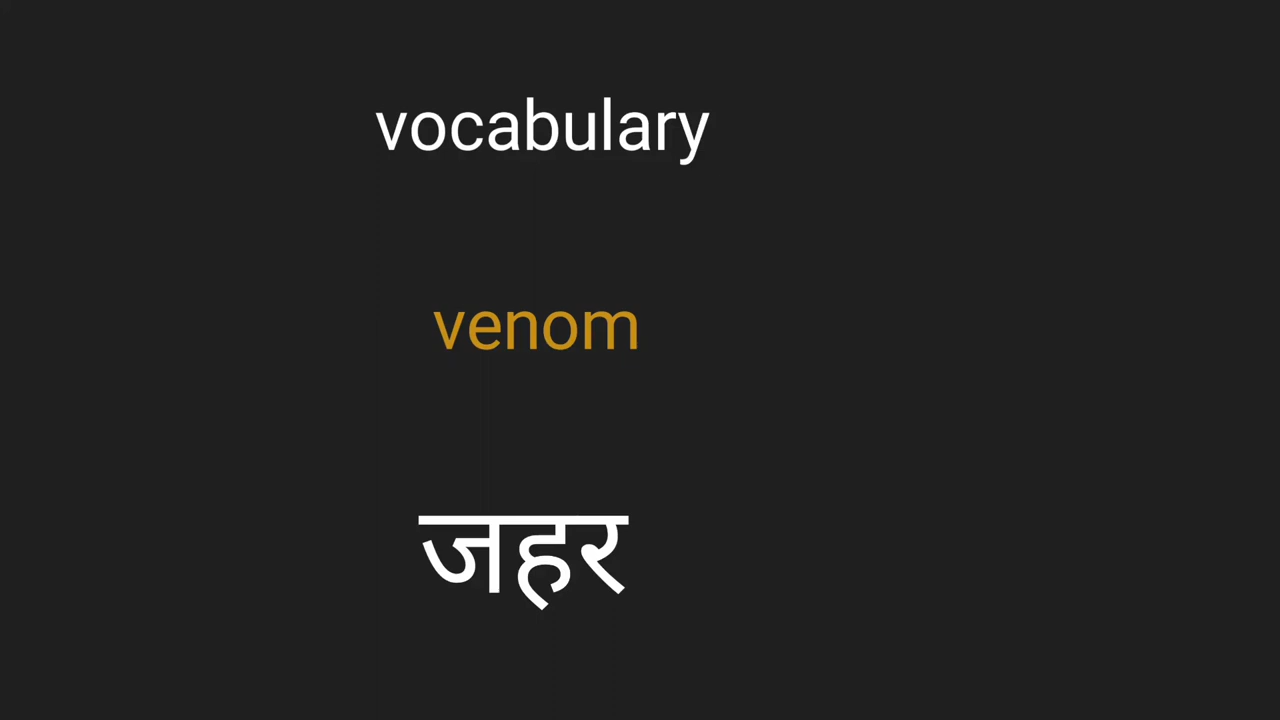 vocabulary
venom
जहर